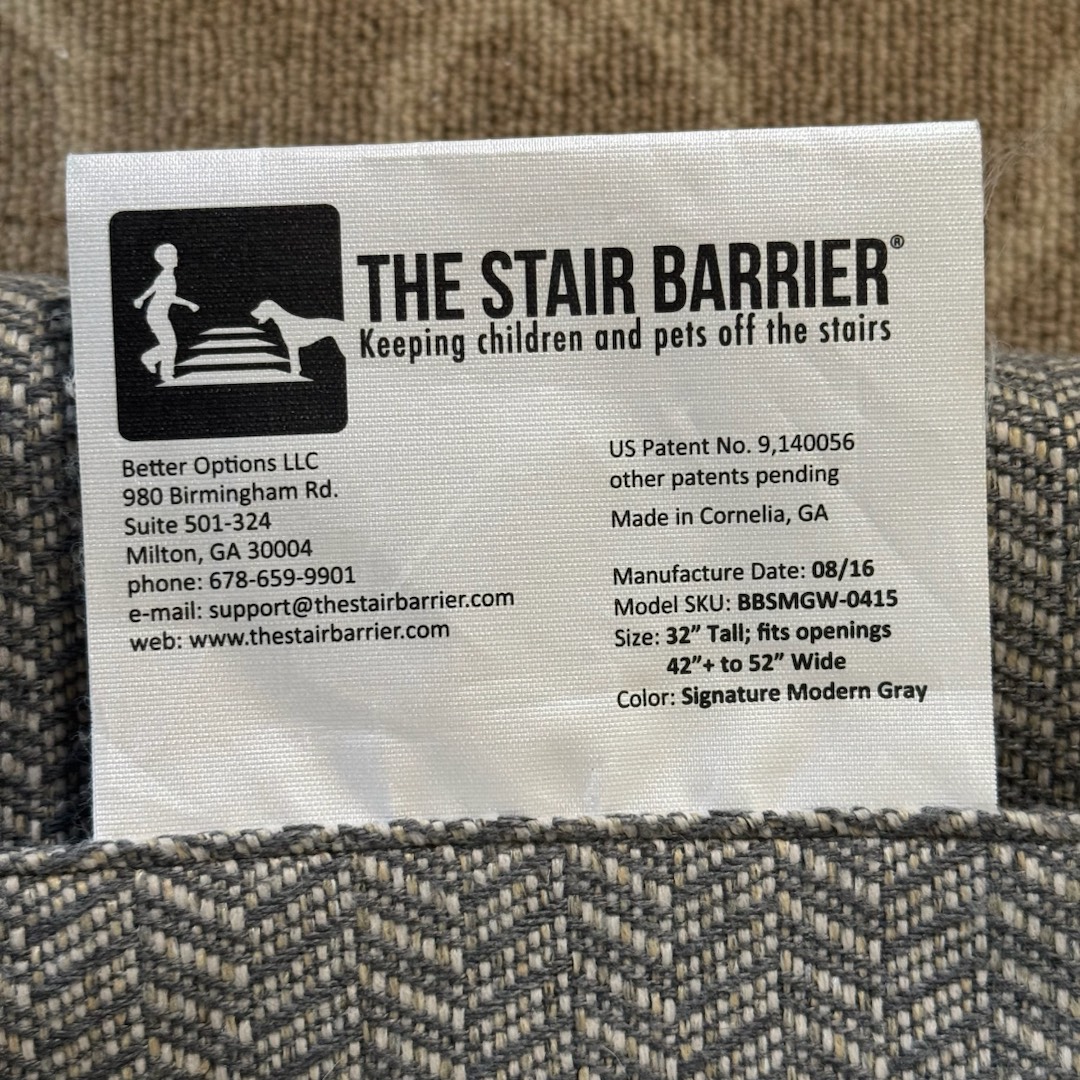 THE STAIR BARRIER®
Keeping children and pets off the stairs
Better Options LLC
980 Birmingham Rd.
Suite 501-324
Milton, GA 30004
phone: 678-659-9901
e-mail: support@thestairbarrier.com
web: www.thestairbarrier.com
US Patent No. 9,140056
other patents pending
Made in Cornelia, GA
Manufacture Date: 08/16
Model SKU: BBSMGW-0415
Size: 32” Tall; fits openings
42”+ to 52” Wide
Color: Signature Modern Gray